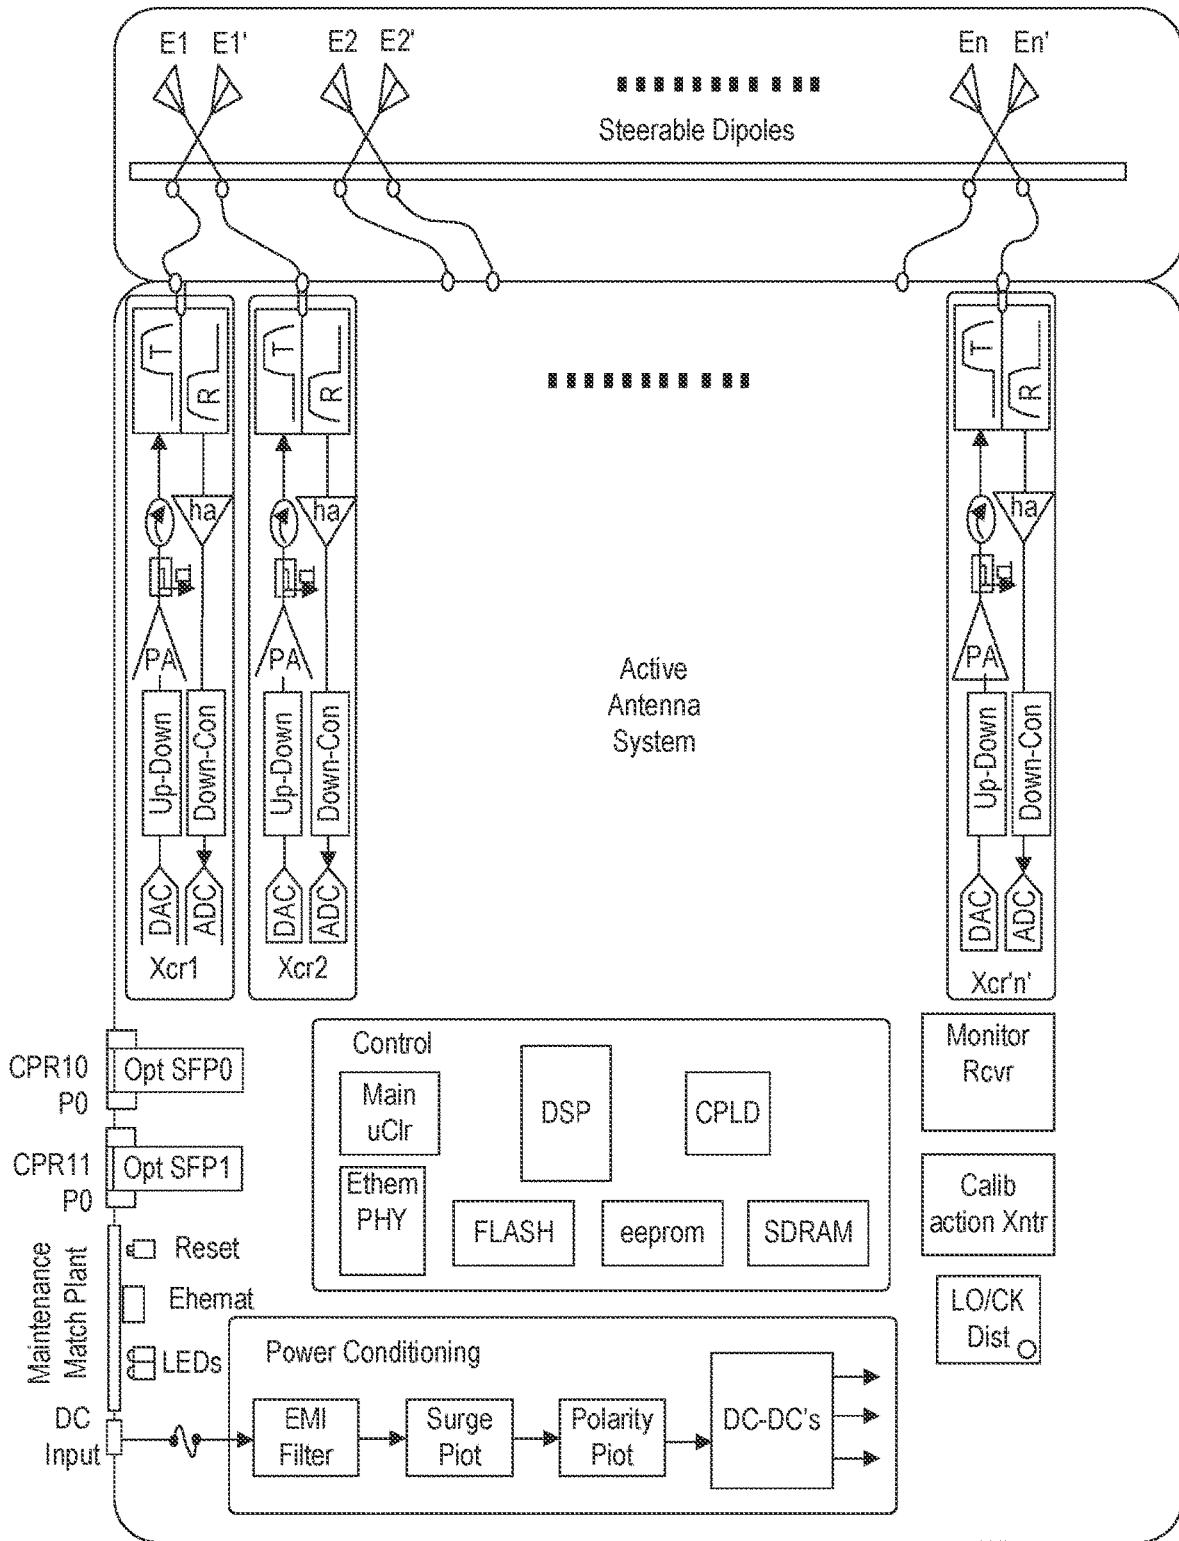 E1 E1' E2 E2' En En'
Steerable Dipoles
T R T R T R
ha ha ha
PA PA PA
Active
Antenna
System
Up-Down Down-Con Up-Down Down-Con Up-Down Down-Con
DAC ADC DAC ADC DAC ADC
Xcr1 Xcr2 Xcr'n'
CPR10
P0
Opt SFP0
CPR11
P0
Opt SFP1
Control
Main
uClr
DSP
CPLD
Ethem
PHY
FLASH
eeprom
SDRAM
Monitor
Rcvr
Calib
action Xntr
LO/CK
Dist
Maintenance
Match Plant
Reset
Ehemat
LEDs
DC
Input
Power Conditioning
EMI
Filter
Surge
Piot
Polarity
Piot
DC-DC's